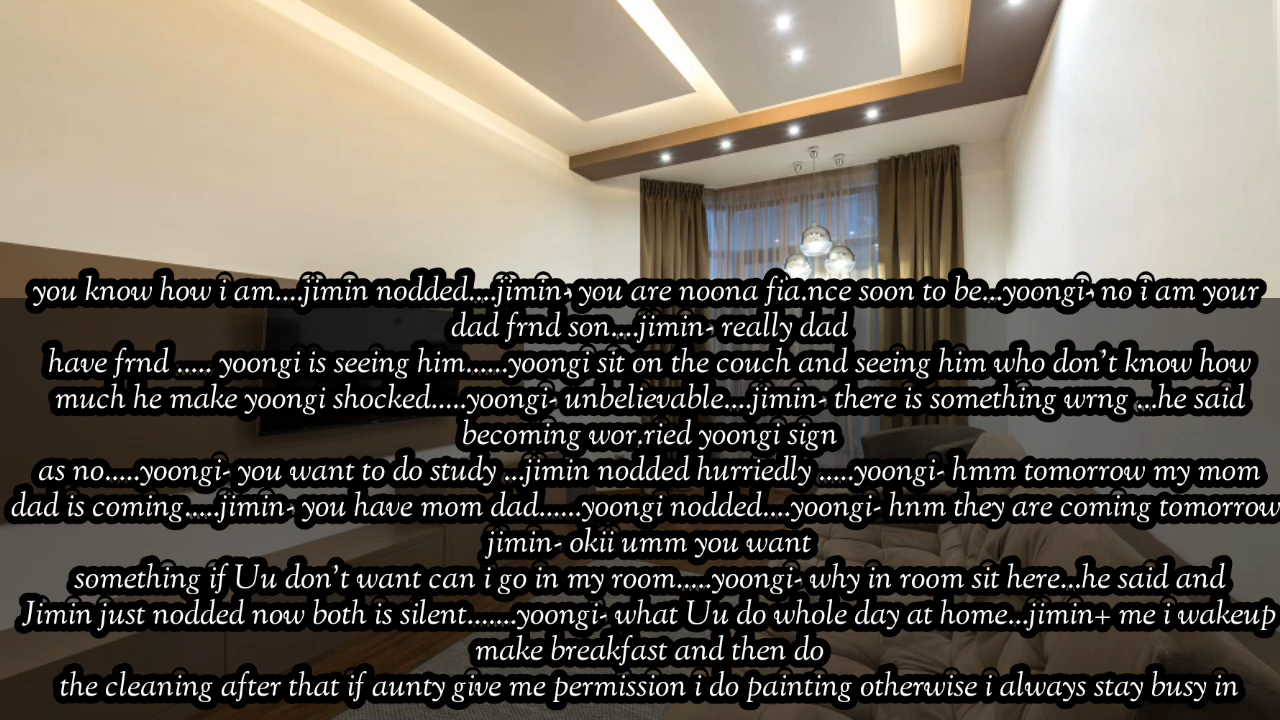 you know how i am....jimin nodded....jimin- you are noona fia.nce soon to be...yoongi- no i am your
dad frnd son....jimin- really dad
have frnd ..... yoongi is seeing him......yoongi sit on the couch and seeing him who don't know how
much he make yoongi shocked.....yoongi- unbelievable....jimin- there is something wrng ...he said
becoming wor.ried yoongi sign
as no.....yoongi- you want to do study ...jimin nodded hurriedly .....yoongi- hmm tomorrow my mom
dad is coming.....jimin- you have mom dad......yoongi nodded....yoongi- hnm they are coming tomorrow
jimin- okii umm you want
something if Uu don't want can i go in my room.....yoongi- why in room sit here...he said and
Jimin just nodded now both is silent.......yoongi- what Uu do whole day at home...jimin+ me i wakeup
make breakfast and then do
the cleaning after that if aunty give me permission i do painting otherwise i always stay busy in